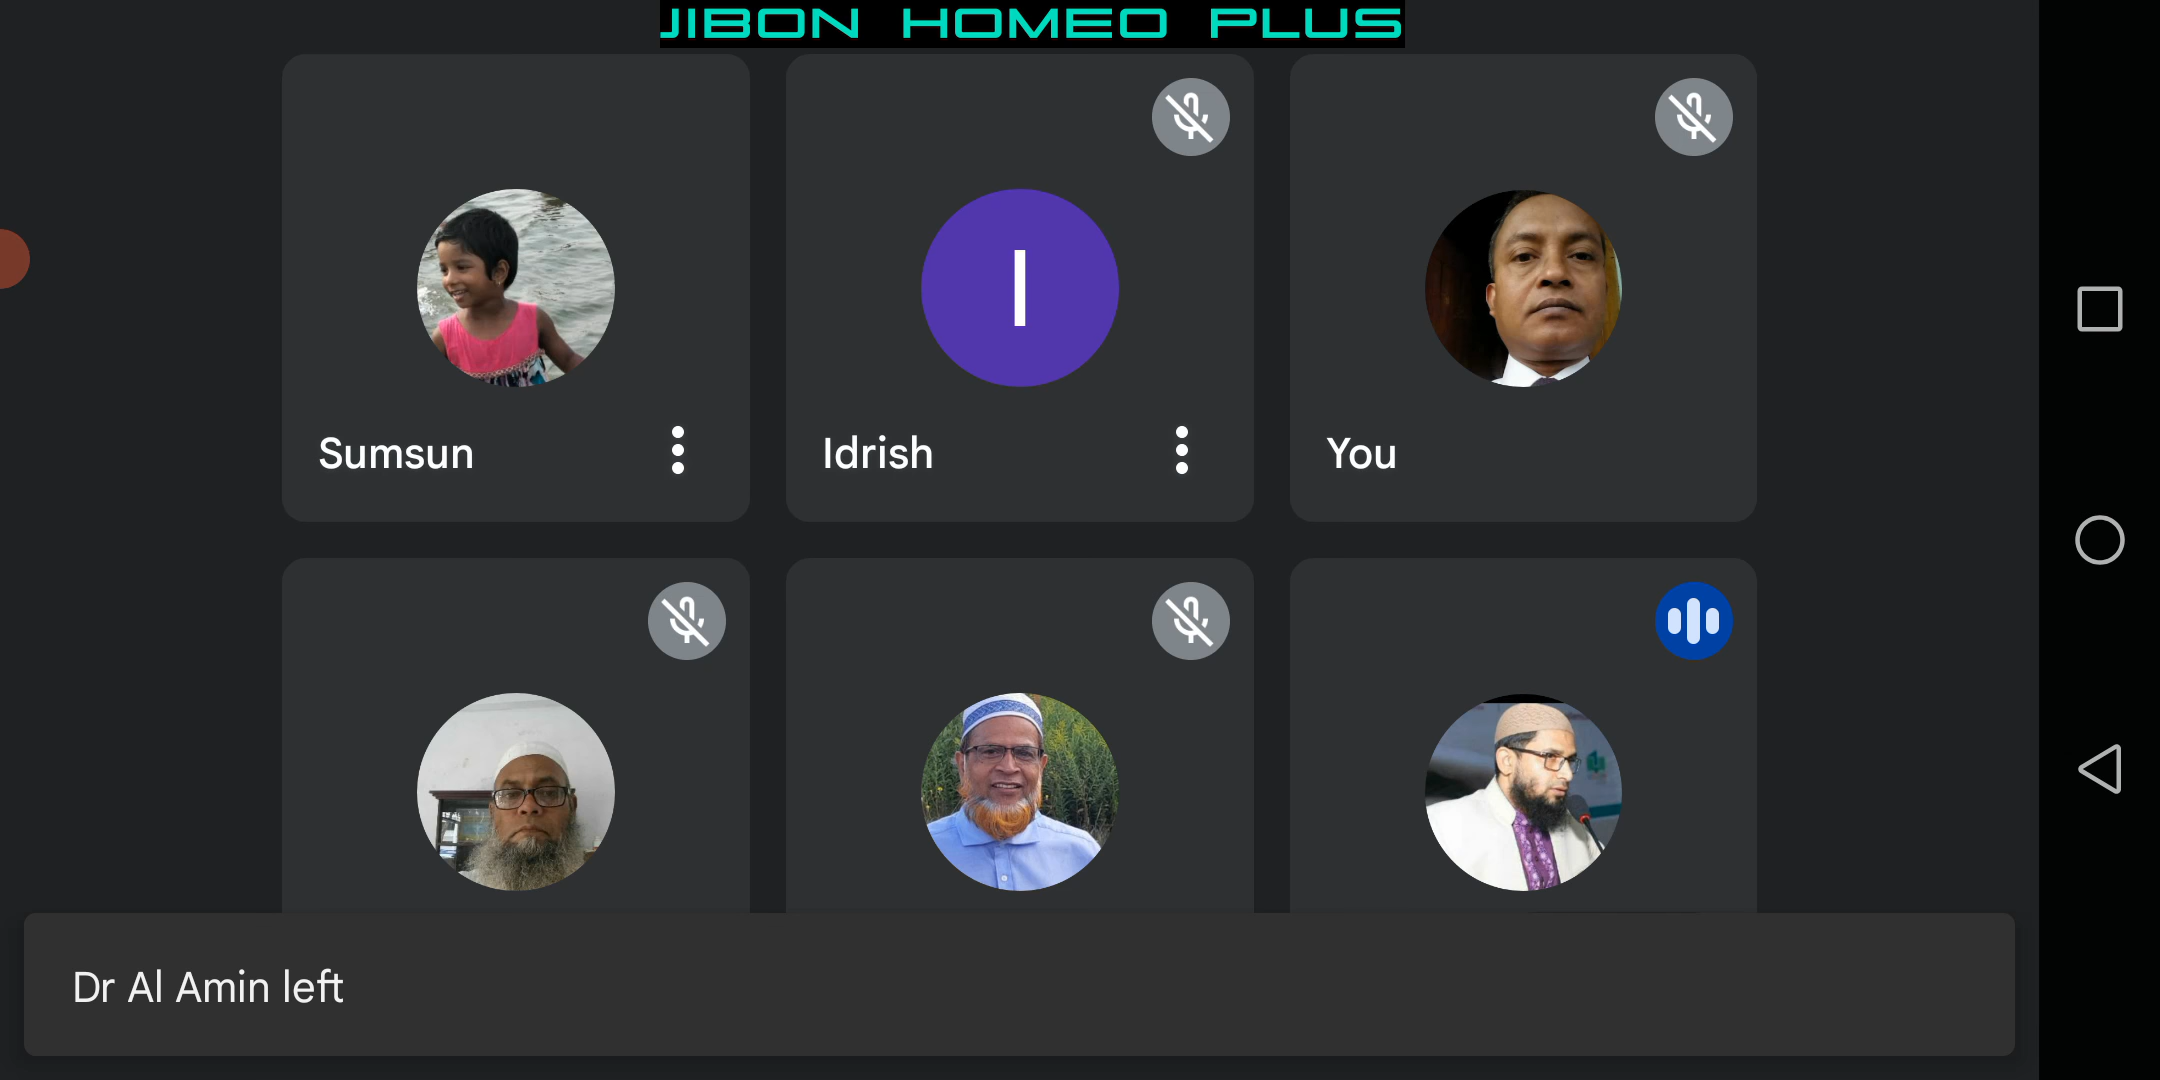 JIBON HOMEO PLUS
I
Sumsun
Idrish
You
Dr Al Amin left